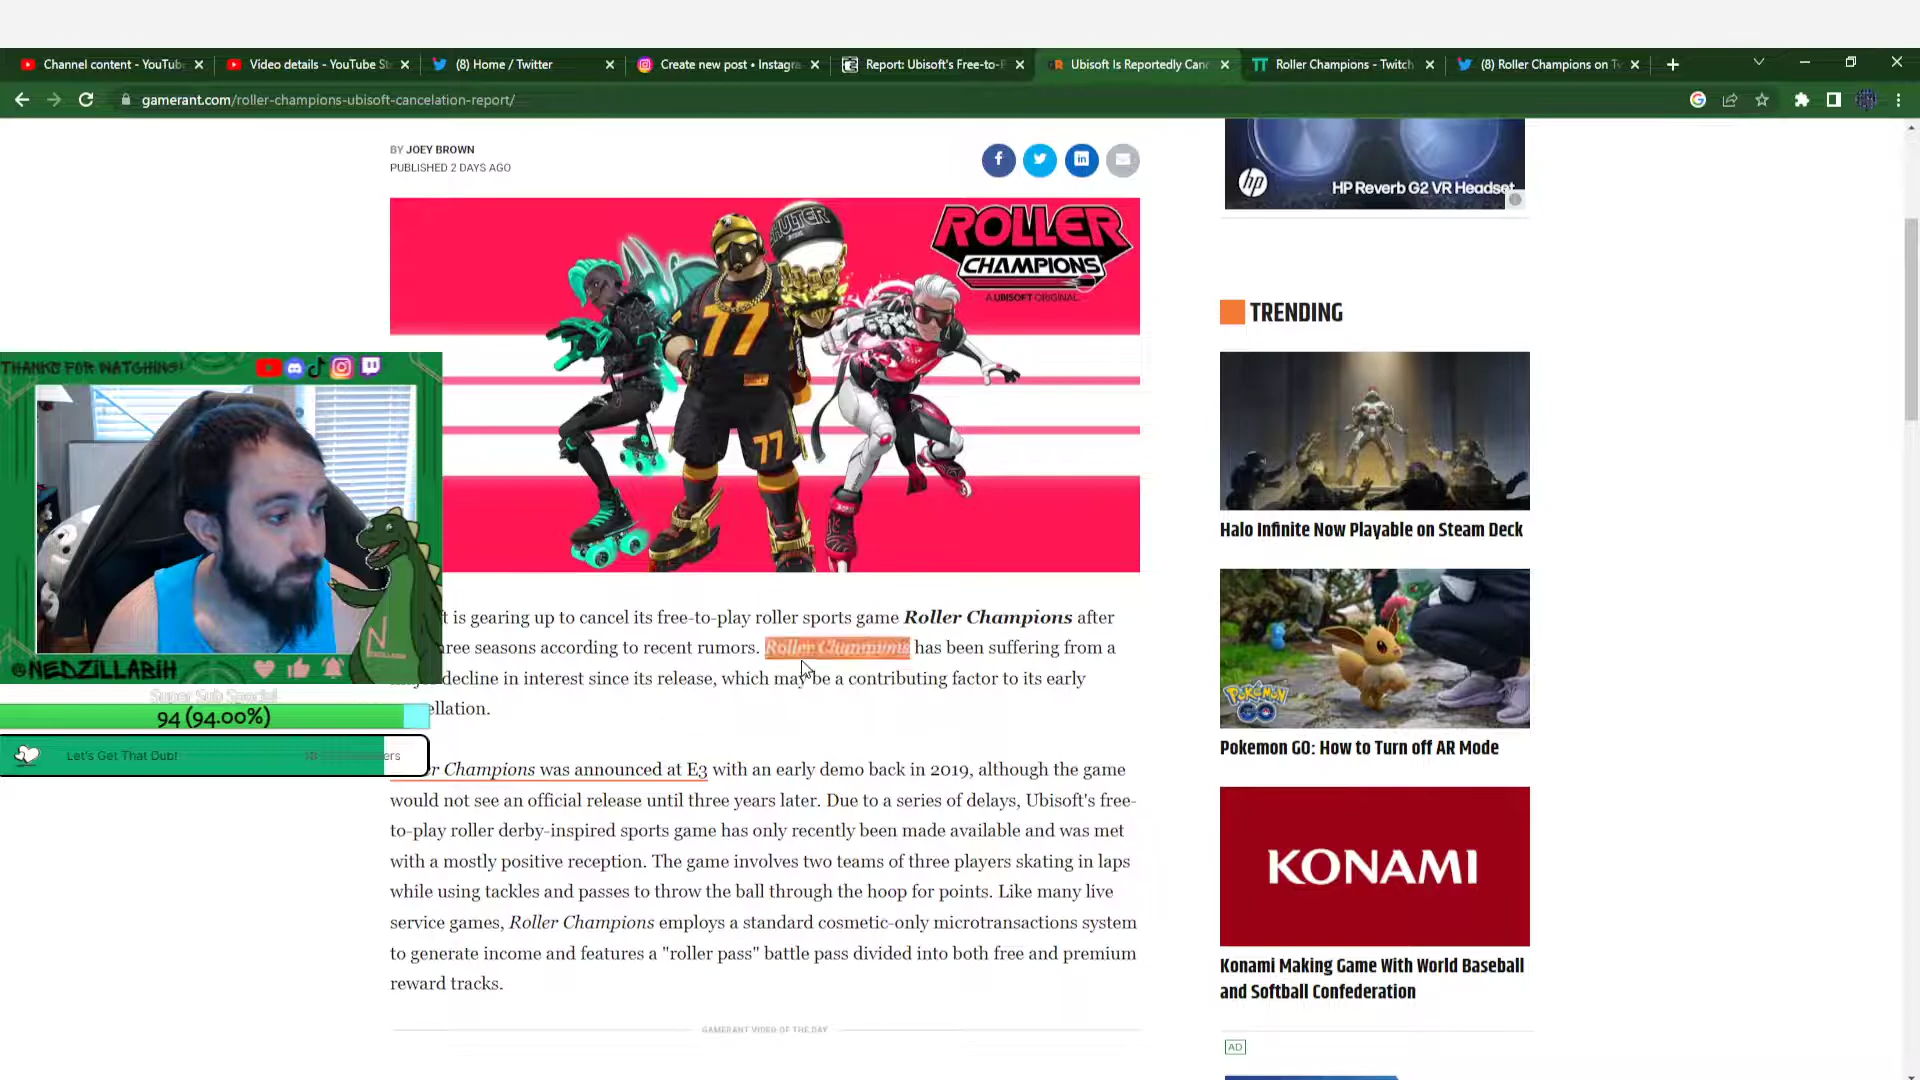 Channel content - YouTub
Video details - YouTube St
(8) Home / Twitter
Create new post • Instagra
Report: Ubisoft's Free-to-P
Ubisoft Is Reportedly Canc
Roller Champions - Twitch
(8) Roller Champions on Tw
gamerant.com/roller-champions-ubisoft-cancelation-report/
BY JOEY BROWN
PUBLISHED 2 DAYS AGO
hp
HP Reverb G2 VR Headset
ROLLER
CHAMPIONS
A UBISOFT ORIGINAL
77
77
TRENDING
Halo Infinite Now Playable on Steam Deck
Pokémon GO
Pokemon GO: How to Turn off AR Mode
KONAMI
Konami Making Game With World Baseball
and Softball Confederation
AD
THANKS FOR WATCHING!
N
@NEDZILLABIH
Super Sub Special
94 (94.00%)
Let's Get That Dub!
t is gearing up to cancel its free-to-play roller sports game Roller Champions after
ree seasons according to recent rumors. Roller Champions has been suffering from a
decline in interest since its release, which may be a contributing factor to its early
ellation.
r Champions was announced at E3 with an early demo back in 2019, although the game
would not see an official release until three years later. Due to a series of delays, Ubisoft's free-
to-play roller derby-inspired sports game has only recently been made available and was met
with a mostly positive reception. The game involves two teams of three players skating in laps
while using tackles and passes to throw the ball through the hoop for points. Like many live
service games, Roller Champions employs a standard cosmetic-only microtransactions system
to generate income and features a "roller pass" battle pass divided into both free and premium
reward tracks.
GAMERANT VIDEO OF THE DAY